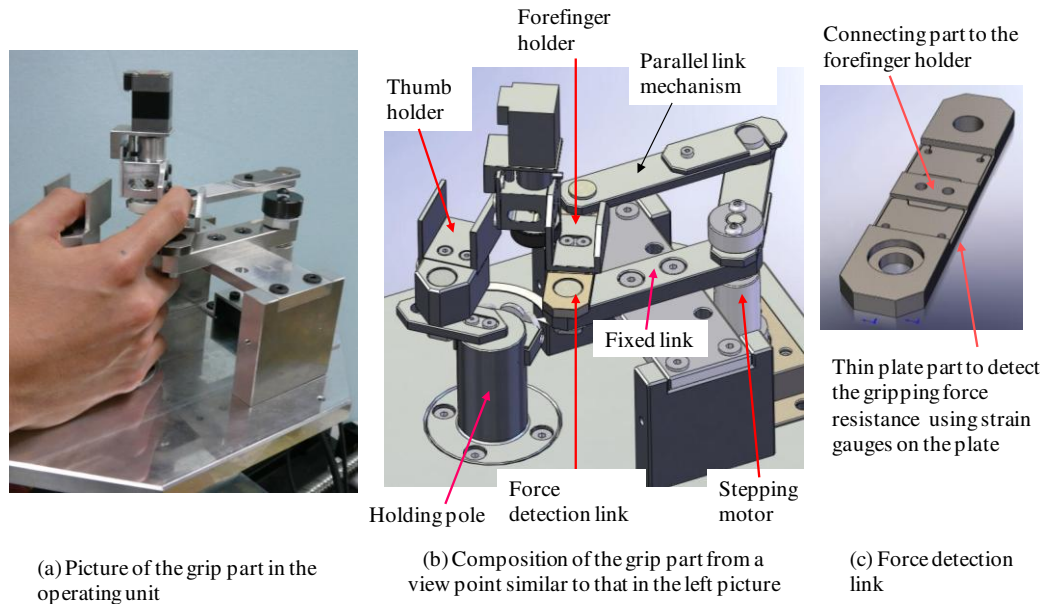 Forefinger
holder
Thumb
holder
Parallel link
mechanism
Connecting part to the
forefinger holder
Fixed link
Thin plate part to detect
the gripping force
resistance using strain
gauges on the plate
Holding pole
Force
detection link
Stepping
motor
(a) Picture of the grip part in the
operating unit
(b) Composition of the grip part from a
view point similar to that in the left picture
(c) Force detection
link